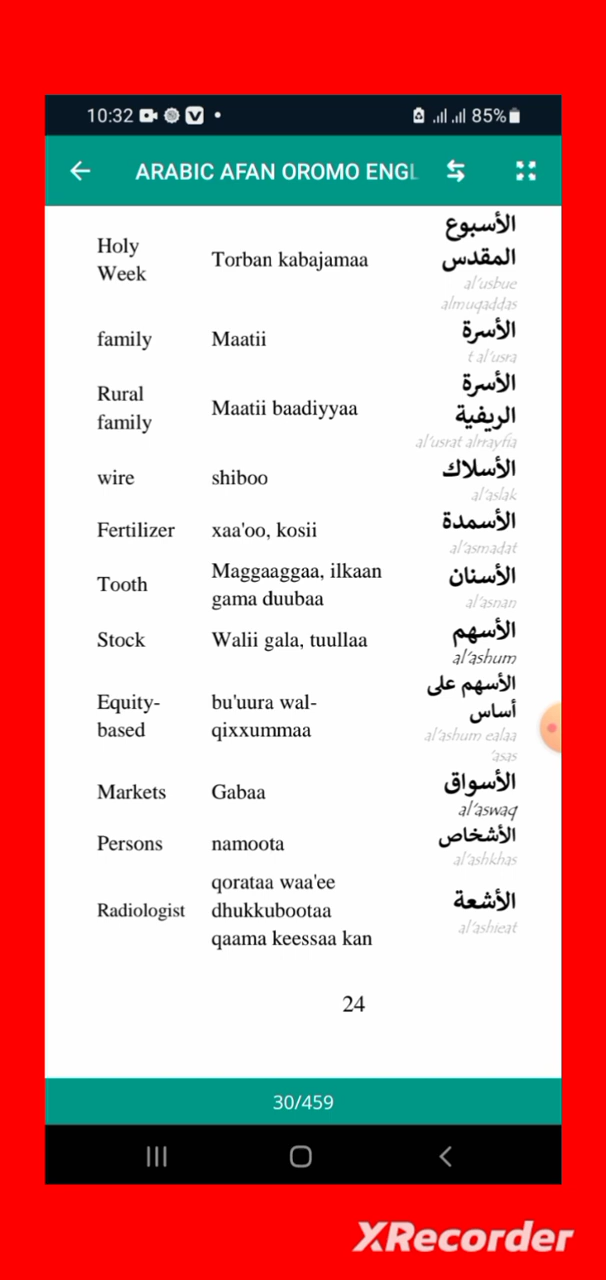 10:32
85%
ARABIC AFAN OROMO ENGL
الأسبوع
Holy
Torban kabajamaa
المقدس
Week
al'usbue
almuqaddas
family
Maatii
الأسرة
t al'usra
Rural
الأسرة
family
Maatii baadiyyaa
الريفية
al'usrat alrrayfia
wire
shiboo
الأسلاك
al'aslak
Fertilizer
xaa'oo, kosii
الأسمدة
al'asmadat
Tooth
Maggaaggaa, ilkaan
gama duubaa
الأسنان
al'asnan
Stock
Walii gala, tuullaa
الأسهم
al'ashum
Equity-
bu'uura wal-
الأسهم على
based
qixxummaa
أساس
al'ashum ealaa
'asas
Markets
Gabaa
الأسواق
al'aswaq
Persons
namoota
الأشخاص
al'ashkhas
Radiologist
qorataa waa'ee
dhukkubootaa
qaama keessaa kan
الأشعة
al'ashieat
24
30/459
XRecorder